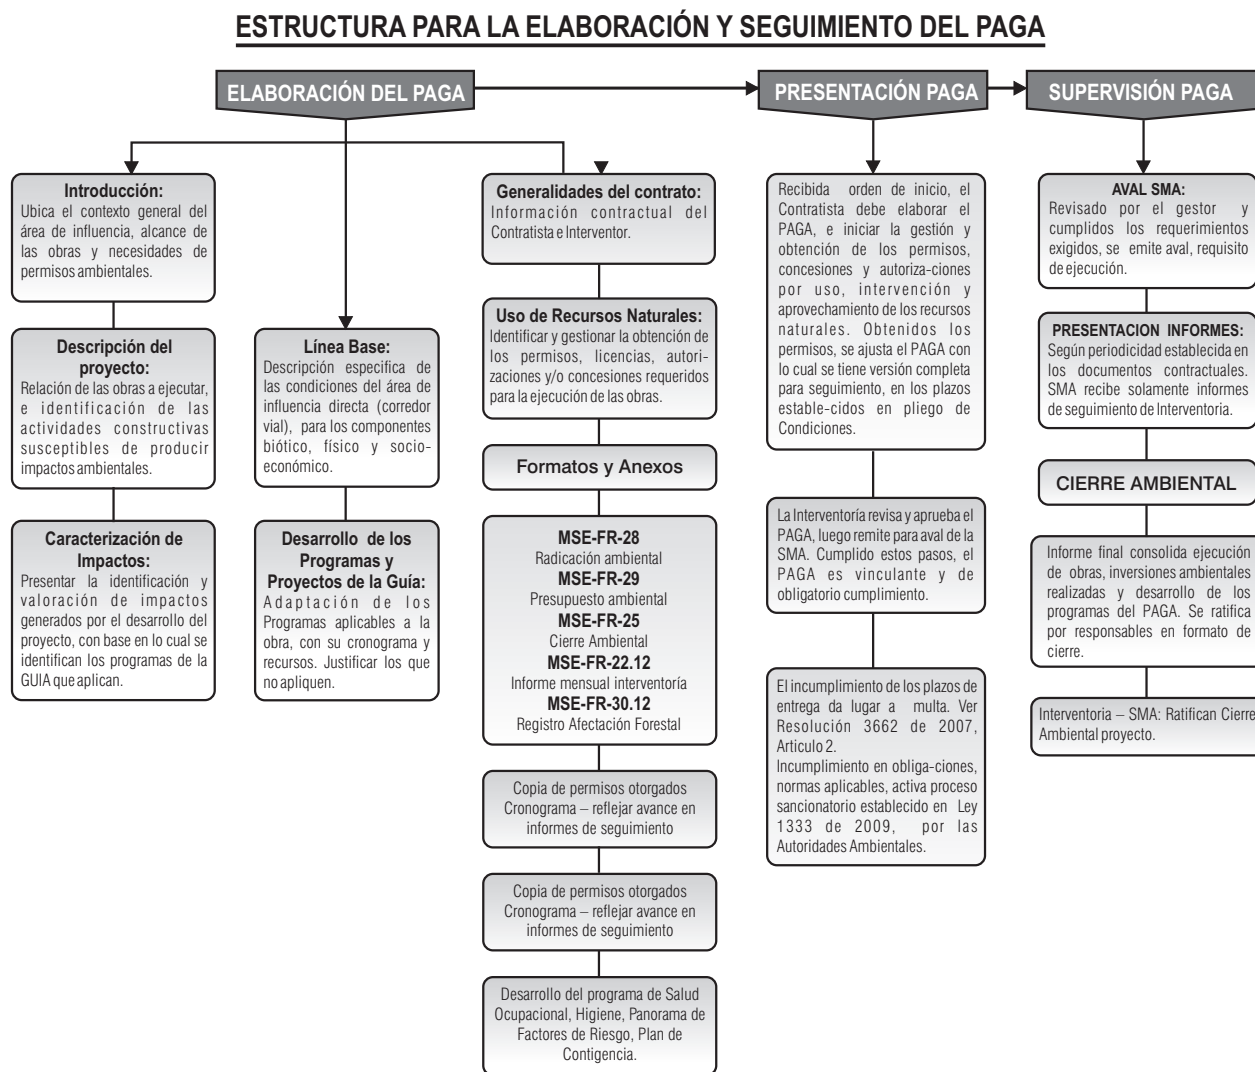 ESTRUCTURA PARA LA ELABORACIÓN Y SEGUIMIENTO DEL PAGA
ELABORACIÓN DEL PAGA
PRESENTACIÓN PAGA
SUPERVISIÓN PAGA
Introducción:
Ubica el contexto general del
área de influencia, alcance de
las obras y necesidades de
permisos ambientales.
Descripción del
proyecto:
Relación de las obras a ejecutar,
e identificación de las
actividades constructivas
susceptibles de producir
impactos ambientales.
Caracterización de
Impactos:
Presentar la identificación y
valoración de impactos
generados por el desarrollo del
proyecto, con base en lo cual se
identifican los programas de la
GUIA que aplican.
Línea Base:
Descripción especifica de
las condiciones del área de
influencia directa (corredor
vial), para los componentes
biótico, físico y socio-
económico.
Desarrollo de los
Programas y
Proyectos de la Guía:
Adaptación de los
Programas aplicables a la
obra, con su cronograma y
recursos. Justificar los que
no apliquen.
Generalidades del contrato:
Información contractual del
Contratista e Interventor.
Uso de Recursos Naturales:
Identificar y gestionar la obtención de
los permisos, licencias, autori-
zaciones y/o concesiones requeridos
para la ejecución de las obras.
Formatos y Anexos
MSE-FR-28
Radicación ambiental
MSE-FR-29
Presupuesto ambiental
MSE-FR-25
Cierre Ambiental
MSE-FR-22.12
Informe mensual interventoría
MSE-FR-30.12
Registro Afectación Forestal
Copia de permisos otorgados
Cronograma – reflejar avance en
informes de seguimiento
Copia de permisos otorgados
Cronograma – reflejar avance en
informes de seguimiento
Desarrollo del programa de Salud
Ocupacional, Higiene, Panorama de
Factores de Riesgo, Plan de
Contigencia.
Recibida orden de inicio, el
Contratista debe elaborar el
PAGA, e iniciar la gestión y
obtención de los permisos,
concesiones y autoriza-ciones
por uso, intervención y
aprovechamiento de los recursos
naturales. Obtenidos los
permisos, se ajusta el PAGA con
lo cual se tiene versión completa
para seguimiento, en los plazos
estable-cidos en pliego de
Condiciones.
La Interventoría revisa y aprueba el
PAGA, luego remite para aval de la
SMA. Cumplido estos pasos, el
PAGA es vinculante y de
obligatorio cumplimiento.
El incumplimiento de los plazos de
entrega da lugar a multa. Ver
Resolución 3662 de 2007,
Articulo 2.
Incumplimiento en obliga-ciones,
normas aplicables, activa proceso
sancionatorio establecido en Ley
1333 de 2009, por las
Autoridades Ambientales.
AVAL SMA:
Revisado por el gestor y
cumplidos los requerimientos
exigidos, se emite aval, requisito
de ejecución.
PRESENTACION INFORMES:
Según periodicidad establecida en
los documentos contractuales.
SMA recibe solamente informes
de seguimiento de Interventoria.
CIERRE AMBIENTAL
Informe final consolida ejecución
de obras, inversiones ambientales
realizadas y desarrollo de los
programas del PAGA. Se ratifica
por responsables en formato de
cierre.
Interventoria – SMA: Ratifican Cierre
Ambiental proyecto.